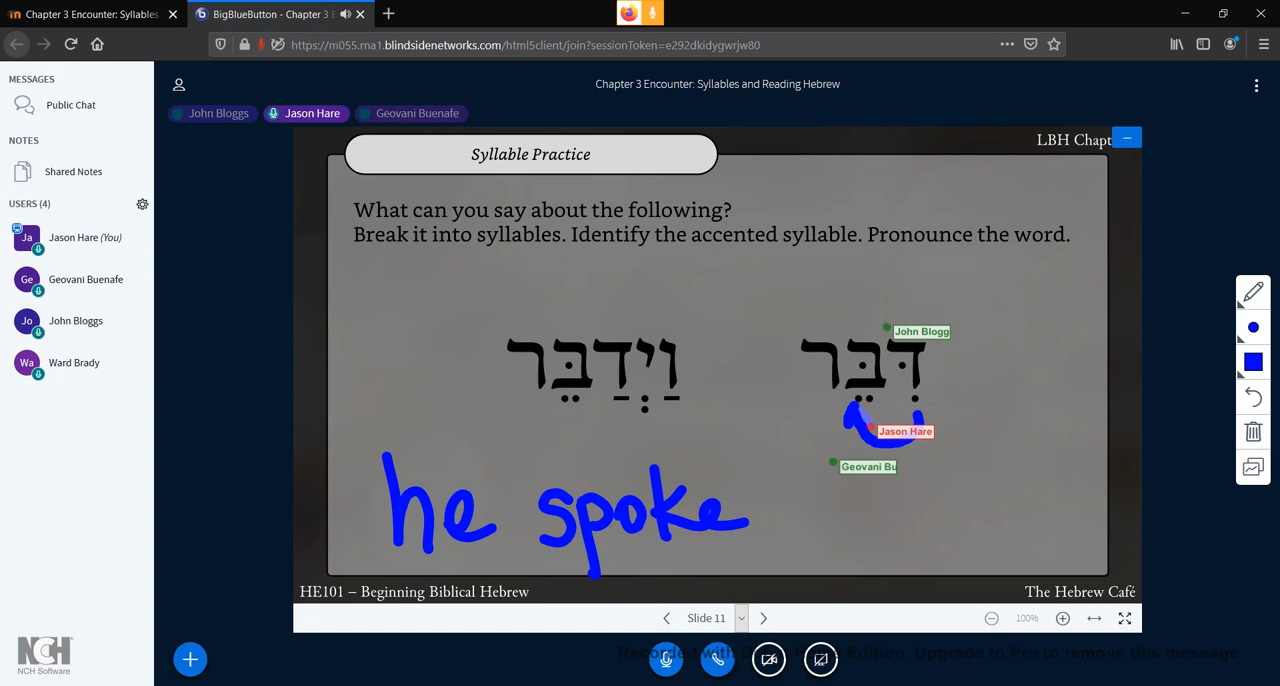 Chapter 3 Encounter: Syllables
BigBlueButton - Chapter 3 E
https://m055.rna1.blindsidenetworks.com/html5client/join?sessionToken=e292dkidygwrjw80
MESSAGES
Public Chat
NOTES
Shared Notes
USERS (4)
Ja
Jason Hare (You)
Ge
Geovani Buenafe
Jo
John Bloggs
Wa
Ward Brady
Chapter 3 Encounter: Syllables and Reading Hebrew
John Bloggs
Jason Hare
Geovani Buenafe
LBH Chapt
Syllable Practice
What can you say about the following?
Break it into syllables. Identify the accented syllable. Pronounce the word.
John Blogg
דִּבֵּר
וַיְדַבֵּר
Jason Hare
Geovani Bu
he spoke
HE101 – Beginning Biblical Hebrew
The Hebrew Café
Slide 11
100%
NCH
NCH Software
Edition. Upgrade to Pro to remove this message